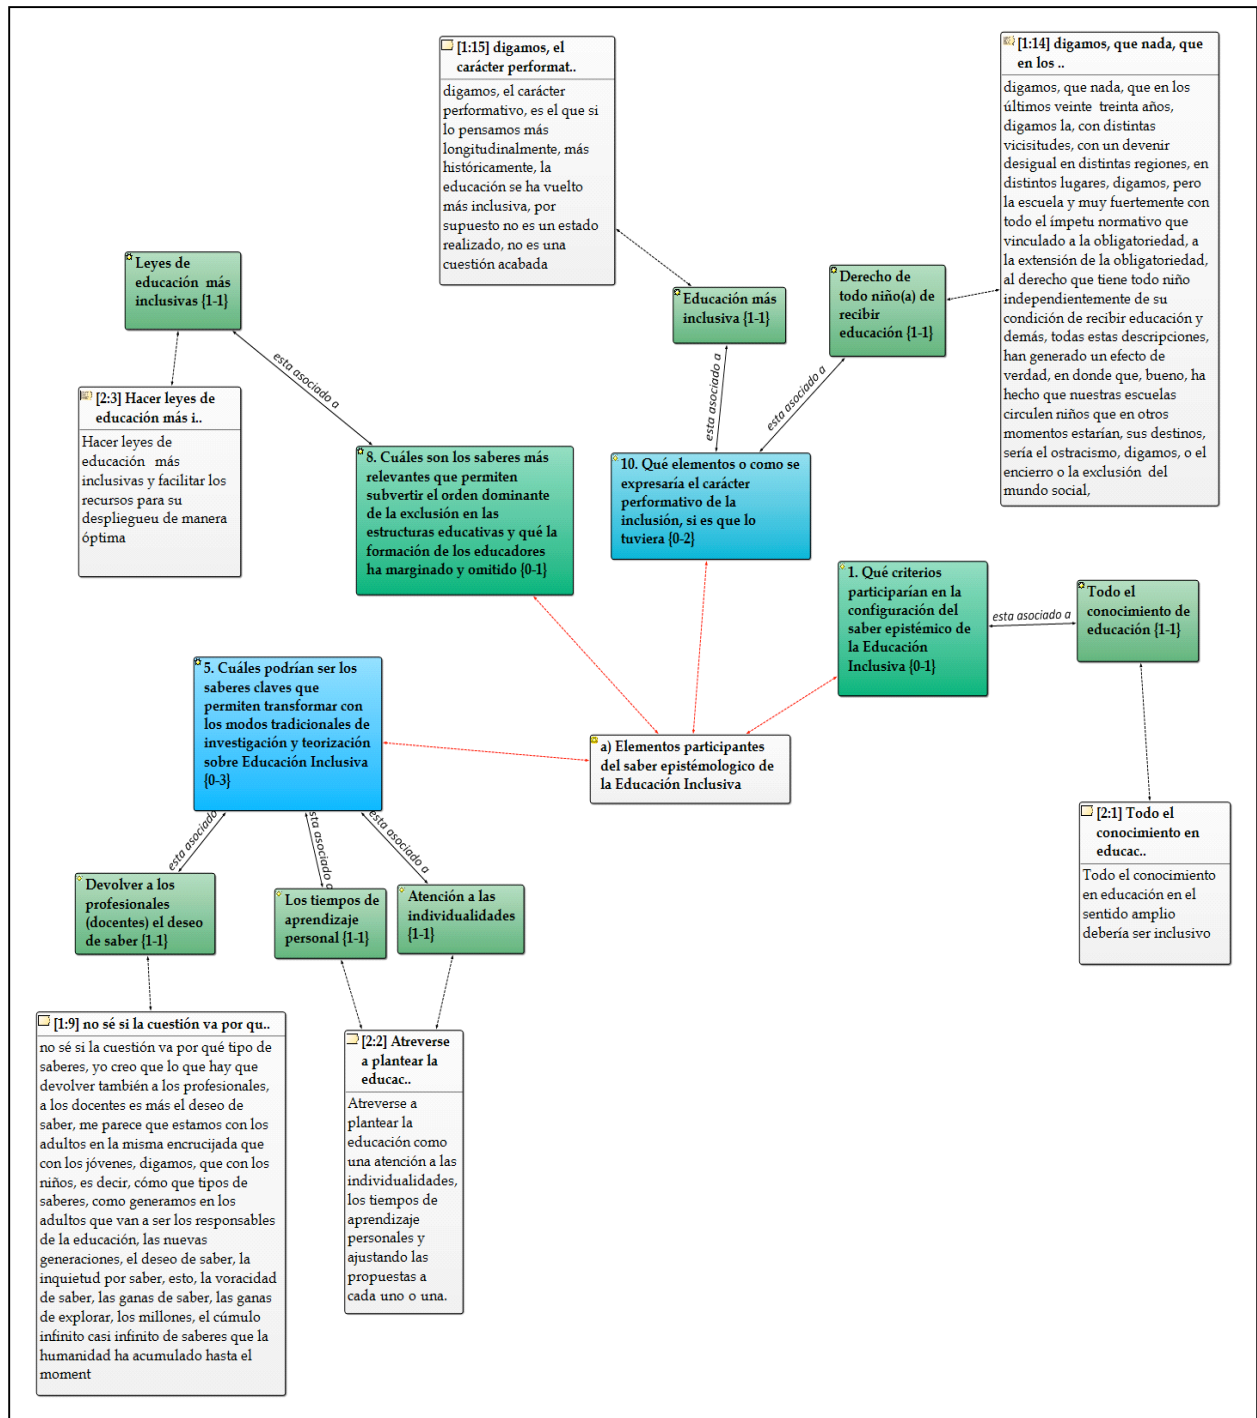 [1:15] digamos, el
carácter performat..
digamos, el carácter
performativo, es el que si
lo pensamos más
longitudinalmente, más
históricamente, la
educación se ha vuelto
más inclusiva, por
supuesto no es un estado
realizado, no es una
cuestión acabada
[1:14] digamos, que nada, que
en los ..
digamos, que nada, que en los
últimos veinte treinta años,
digamos la, con distintas
vicisitudes, con un devenir
desigual en distintas regiones, en
distintos lugares, digamos, pero
la escuela y muy fuertemente con
todo el ímpetu normativo que
vinculado a la obligatoriedad, a
la extensión de la obligatoriedad,
al derecho que tiene todo niño
independientemente de su
condición de recibir educación y
demás, todas estas descripciones,
han generado un efecto de
verdad, en donde que, bueno, ha
hecho que nuestras escuelas
circulen niños que en otros
momentos estarían, sus destinos,
sería el ostracismo, digamos, o el
encierro o la exclusión del
mundo social,
Leyes de
educación más
inclusivas {1-1}
Educación más
inclusiva {1-1}
Derecho de
todo niño(a) de
recibir
educación {1-1}
esta asociado a
esta asociado a
esta asociado a
[2:3] Hacer leyes de
educación más i..
Hacer leyes de
educación más
inclusivas y facilitar los
recursos para su
despliegueu de manera
óptima
8. Cuáles son los saberes más
relevantes que permiten
subvertir el orden dominante
de la exclusión en las
estructuras educativas y qué la
formación de los educadores
ha marginado y omitido {0-1}
10. Qué elementos o como se
expresaría el carácter
performativo de la
inclusión, si es que lo
tuviera {0-2}
1. Qué criterios
participarían en la
configuración del
saber epistémico de
la Educación
Inclusiva {0-1}
esta asociado a
Todo el
conocimiento de
educación {1-1}
5. Cuáles podrían ser los
saberes claves que
permiten transformar con
los modos tradicionales de
investigación y teorización
sobre Educación Inclusiva
{0-3}
a) Elementos participantes
del saber epistémologico de
la Educación Inclusiva
[2:1] Todo el
conocimiento en
educac..
Todo el conocimiento
en educación en el
sentido amplio
debería ser inclusivo
esta asociado
esta asociado a
esta asociado a
Devolver a los
profesionales
(docentes) el deseo
de saber {1-1}
Los tiempos de
aprendizaje
personal {1-1}
Atención a las
individualidades
{1-1}
[1:9] no sé si la cuestión va por qu..
no sé si la cuestión va por qué tipo de
saberes, yo creo que lo que hay que
devolver también a los profesionales,
a los docentes es más el deseo de
saber, me parece que estamos con los
adultos en la misma encrucijada que
con los jóvenes, digamos, que con los
niños, es decir, cómo que tipos de
saberes, como generamos en los
adultos que van a ser los responsables
de la educación, las nuevas
generaciones, el deseo de saber, la
inquietud por saber, esto, la voracidad
de saber, las ganas de saber, las ganas
de explorar, los millones, el cúmulo
infinito casi infinito de saberes que la
humanidad ha acumulado hasta el
moment
[2:2] Atreverse
a plantear la
educac..
Atreverse a
plantear la
educación como
una atención a las
individualidades,
los tiempos de
aprendizaje
personales y
ajustando las
propuestas a
cada uno o una.